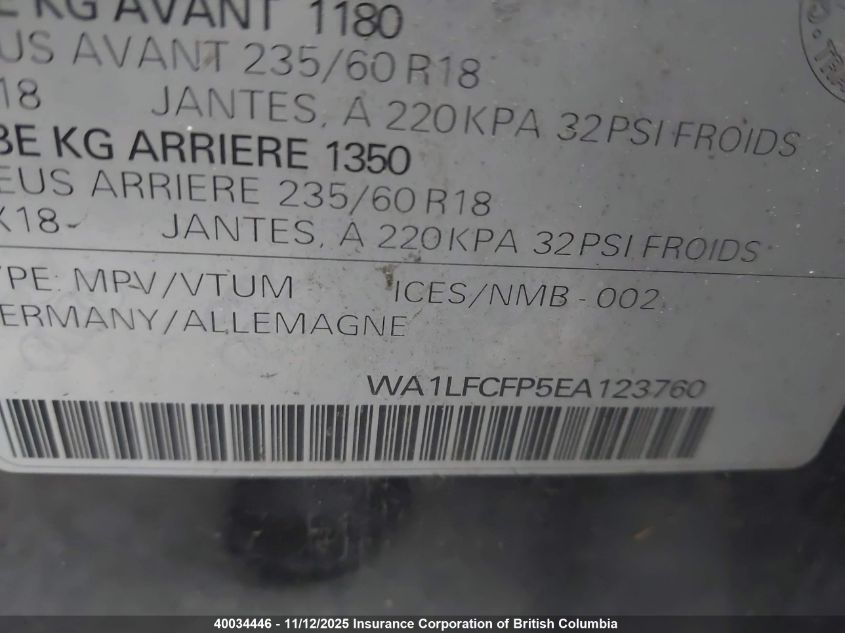 KG AVANT 1180
US AVANT 235/60 R18
18 JANTES, A 220KPA 32PSI FROIDS
BE KG ARRIERE 1350
EUS ARRIERE 235/60 R18
X18- JANTES, A 220KPA 32PSI FROIDS
YPE: MPV/VTUM ICES/NMB - 002
ERMANY/ALLEMAGNE
WA1LFCFP5EA123760
40034446 - 11/12/2025 Insurance Corporation of British Columbia